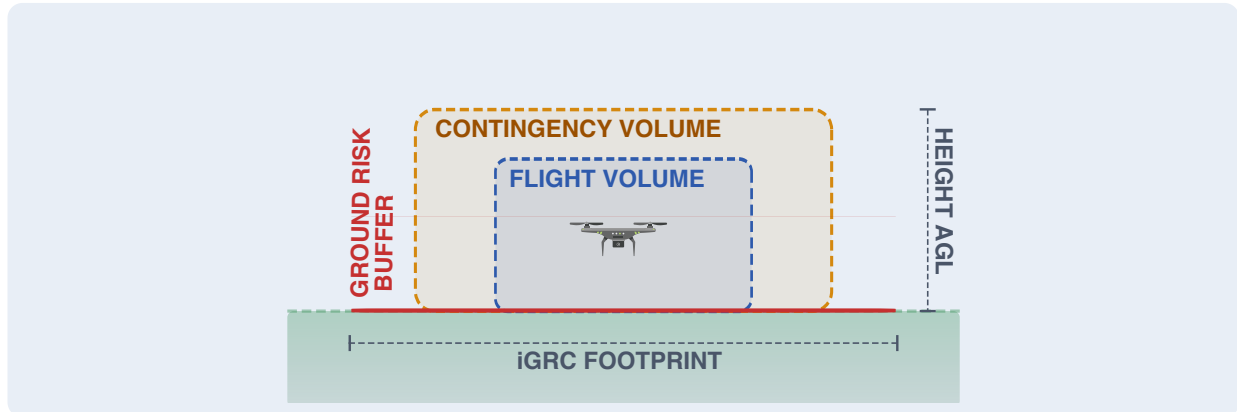 CONTINGENCY VOLUME
FLIGHT VOLUME
GROUND RISK
BUFFER
HEIGHT AGL
iGRC FOOTPRINT